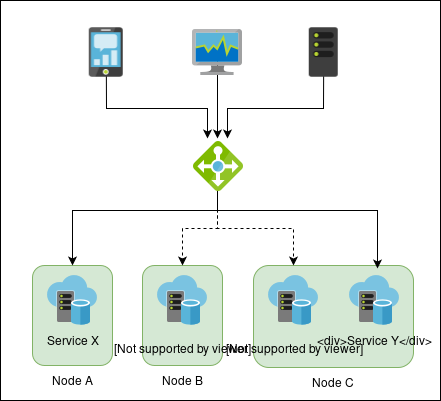 Service X
<div>Service Y</div>
[Not supported by viewer]
[Not supported by viewer]
Node A
Node B
Node C